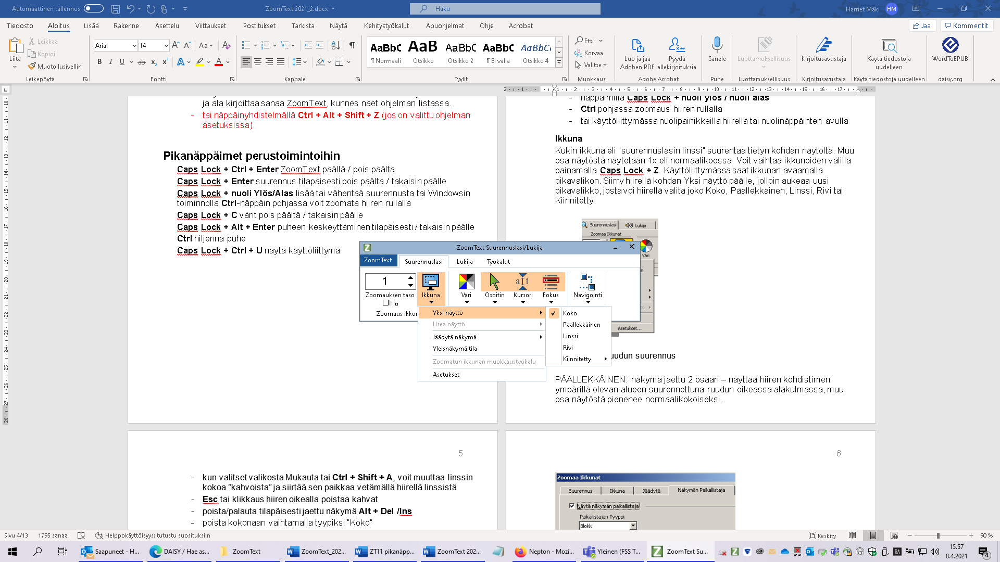 Automaattinen tallennus
ZoomText 2021_2.docx
Haku
Harriet Mäki
HM
Tiedosto Aloitus Lisää Rakenne Asettelu Viittaukset Postitukset Tarkista Näytä Kehitystyökalut Apuohjelmat Ohje Acrobat
Jaa
Kommentit
Liitä
Leikkaa
Kopioi
Muotoilusivellin
Leikepöytä
Arial 14
Fontti
Kappale
AaBbC AaB AaBbC AaBbC AaBbC
¶ Normaali Otsikko Otsikko 2 ¶ Ei väliä Otsikko 4
Tyylit
Etsi
Korvaa
Valitse
Muokkaus
Luo ja jaa Adoben PDF
Pyydä allekirjoituksia
Adobe Acrobat
Sanele
Puhe
Luottamuksellisuus
Luottamuksellisuus
Kirjoitusavustaja
Kirjoitusavustaja
Käytä tiedostoja uudelleen
Käytä tiedostoja uudelleen
WordToEPUB
daisy.org
ja ala kirjoittaa sanaa ZoomText, kunnes näet ohjelman listassa.
- tai näppäinyhdistelmällä Ctrl + Alt + Shift + Z (jos on valittu ohjelman
asetuksissa).
Pikanäppäimet perustoimintoihin
Caps Lock + Ctrl + Enter ZoomText päällä / pois päältä
Caps Lock + Enter suurennus tilapäisesti pois päältä / takaisin päälle
Caps Lock + nuoli Ylös/Alas lisää tai vähentää suurennusta tai Windowsin
toiminnolla Ctrl-näppäin pohjassa voit zoomata hiiren rullalla
Caps Lock + C värit pois päältä / takaisin päälle
Caps Lock + Alt + Enter puheen keskeyttäminen tilapäisesti / takaisin päälle
Ctrl hiljennä puhe
Caps Lock + Ctrl + U näytä käyttöliittymä
- näppäimillä Caps Lock + nuoli ylös / nuoli alas
- Ctrl pohjassa zoomaus hiiren rullalla
- tai käyttöliittymässä nuolipainikkeilla hiirellä tai nuolinäppäinten avulla
Ikkuna
Kukin ikkuna eli ”suurennuslasin linssi” suurentaa tietyn kohdan näytöltä. Muu
osa näytöstä näytetään 1x eli normaalikoossa. Voit vaihtaa ikkunoiden välillä
painamalla Caps Lock + Z. Käyttöliittymässä saat ikkunan avaamalla
pikavalikon. Siirry hiirellä kohdan Yksi näyttö päälle, jolloin aukeaa uusi
pikavalikko, josta voi hiirellä valita joko Koko, Päällekkäinen, Linssi, Rivi tai
Kiinnitetty.
Suurennuslasi Lukija
Zoomaa Ikkunat
Väri
Asetukset...
ZoomText Suurennuslasi/Lukija
ZoomText Suurennuslasi Lukija Työkalut
1
Zoomauksen taso
Ikkuna Väri Osoitin Kursori Fokus Navigointi
Zoomaus ikkun
Yksi näyttö
Usea näyttö
Jäädytä näkymä
Yleisnäkymä tila
Zoomatun ikkunan muokkaustyökalu
Asetukset
Koko
Päällekkäinen
Linssi
Rivi
Kiinnitetty
uudun suurennus
PÄÄLLEKKÄINEN: näkymä jaettu 2 osaan – näyttää hiiren kohdistimen
ympärillä olevan alueen suurennettuna ruudun oikeassa alakulmassa, muu
osa näytöstä pienenee normaalikokoiseksi.
5
- kun valitset valikosta Mukauta tai Ctrl + Shift + A, voit muuttaa linssin
kokoa ”kahvoista” ja siirtää sen paikkaa vetämällä hiirellä linssistä
- Esc tai klikkaus hiiren oikealla poistaa kahvat
- poista/palauta tilapäisesti jaettu näkymä Alt + Del /Ins
- poista kokonaan vaihtamalla tyypiksi ”Koko”
6
Zoomaa Ikkunat
Suurennus Ikkuna Jäädytä Näkymän Paikallistaja
Näytä näkymän paikallistaja
Paikallistajan Tyyppi
Blokki
Sivu 4/13 1795 sanaa Helppokäyttöisyys: tutustu suosituksiin
Keskity
90 %
Saapuneet - H... DAISY / Hae as... ZoomText ZoomText_202... ZT11 pikanäpp... ZoomText 202... Nepton - Mozi... Yleinen (FSS T... ZoomText Su...
15.57
8.4.2021
4